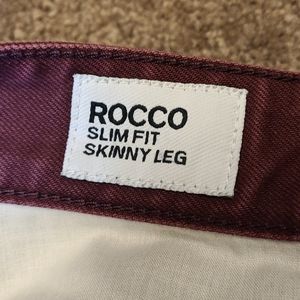 ROCCO
SLIM FIT
SKINNY LEG